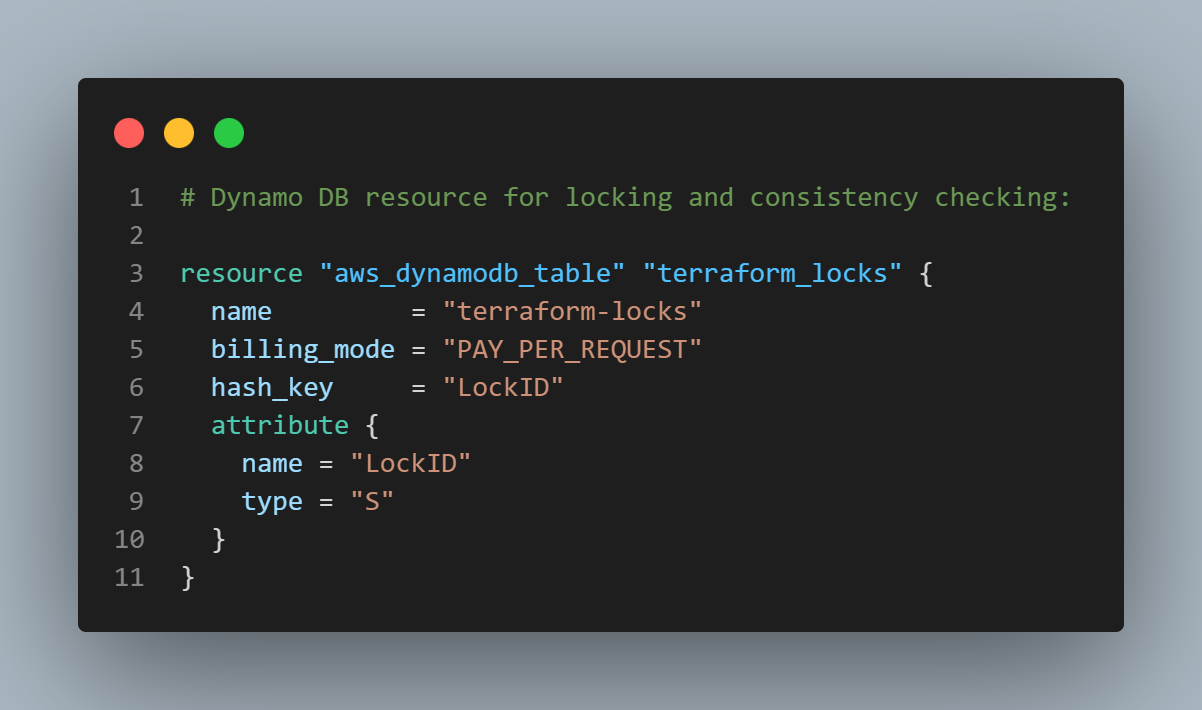 1 # Dynamo DB resource for locking and consistency checking:
2
3 resource "aws_dynamodb_table" "terraform_locks" {
4   name         = "terraform-locks"
5   billing_mode = "PAY_PER_REQUEST"
6   hash_key     = "LockID"
7   attribute {
8     name = "LockID"
9     type = "S"
10   }
11 }